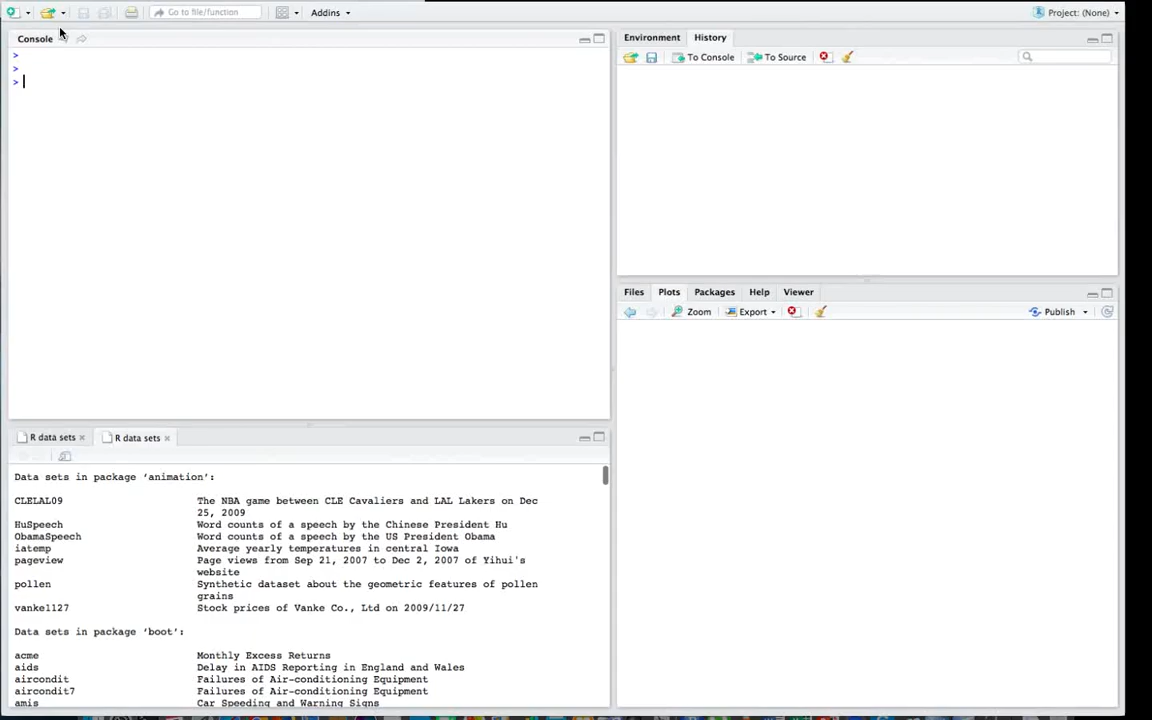 Go to file/function
Addins
Project: (None)
Console
>
>
>
Environment
History
To Console
To Source
Files
Plots
Packages
Help
Viewer
Zoom
Export
Publish
R data sets
R data sets
Data sets in package ‘animation’:
CLELAL09 The NBA game between CLE Cavaliers and LAL Lakers on Dec
25, 2009
HuSpeech Word counts of a speech by the Chinese President Hu
ObamaSpeech Word counts of a speech by the US President Obama
iatemp Average yearly temperatures in central Iowa
pageview Page views from Sep 21, 2007 to Dec 2, 2007 of Yihui's
website
pollen Synthetic dataset about the geometric features of pollen
grains
vanke1127 Stock prices of Vanke Co., Ltd on 2009/11/27
Data sets in package ‘boot’:
acme Monthly Excess Returns
aids Delay in AIDS Reporting in England and Wales
aircondit Failures of Air-conditioning Equipment
aircondit7 Failures of Air-conditioning Equipment
amis Car Speeding and Warning Signs